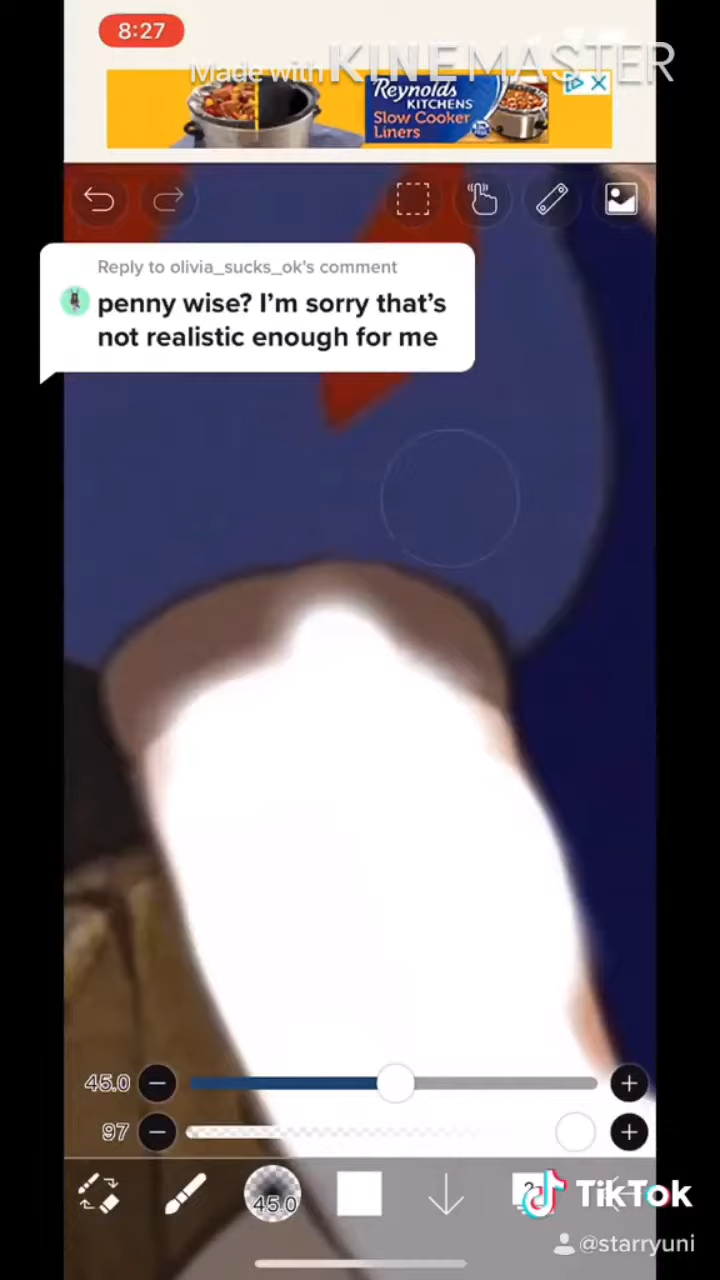 8:27
Made with KINEMASTER
Reynolds
KITCHENS
Slow Cooker
Liners
Reply to olivia_sucks_ok's comment
penny wise? I'm sorry that's
not realistic enough for me
45.0
97
45.0
TikTok
@starryuni